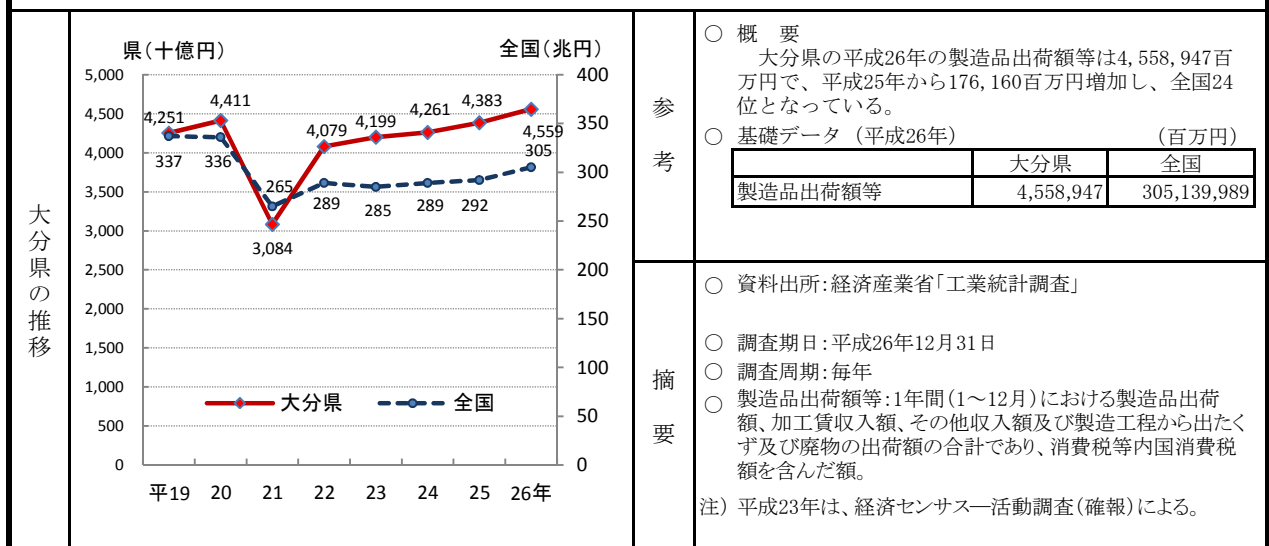 大分県の推移
県(十億円)
全国(兆円)
5,000
4,500
4,000
3,500
3,000
2,500
2,000
1,500
1,000
500
0
400
350
300
250
200
150
100
50
0
4,251
4,411
3,084
4,079
4,199
4,261
4,383
4,559
337
336
265
289
285
289
292
305
大分県
全国
平19 20 21 22 23 24 25 26年
参考
○ 概 要
大分県の平成26年の製造品出荷額等は4,558,947百
万円で、平成25年から176,160百万円増加し、全国24
位となっている。
○ 基礎データ (平成26年) (百万円)
大分県 全国
製造品出荷額等 4,558,947 305,139,989
摘要
○ 資料出所:経済産業省「工業統計調査」
○ 調査期日:平成26年12月31日
○ 調査周期:毎年
○ 製造品出荷額等:1年間(1～12月)における製造品出荷
額、加工賃収入額、その他収入額及び製造工程から出たく
ず及び廃物の出荷額の合計であり、消費税等内国消費税
額を含んだ額。
注) 平成23年は、経済センサス―活動調査(確報)による。